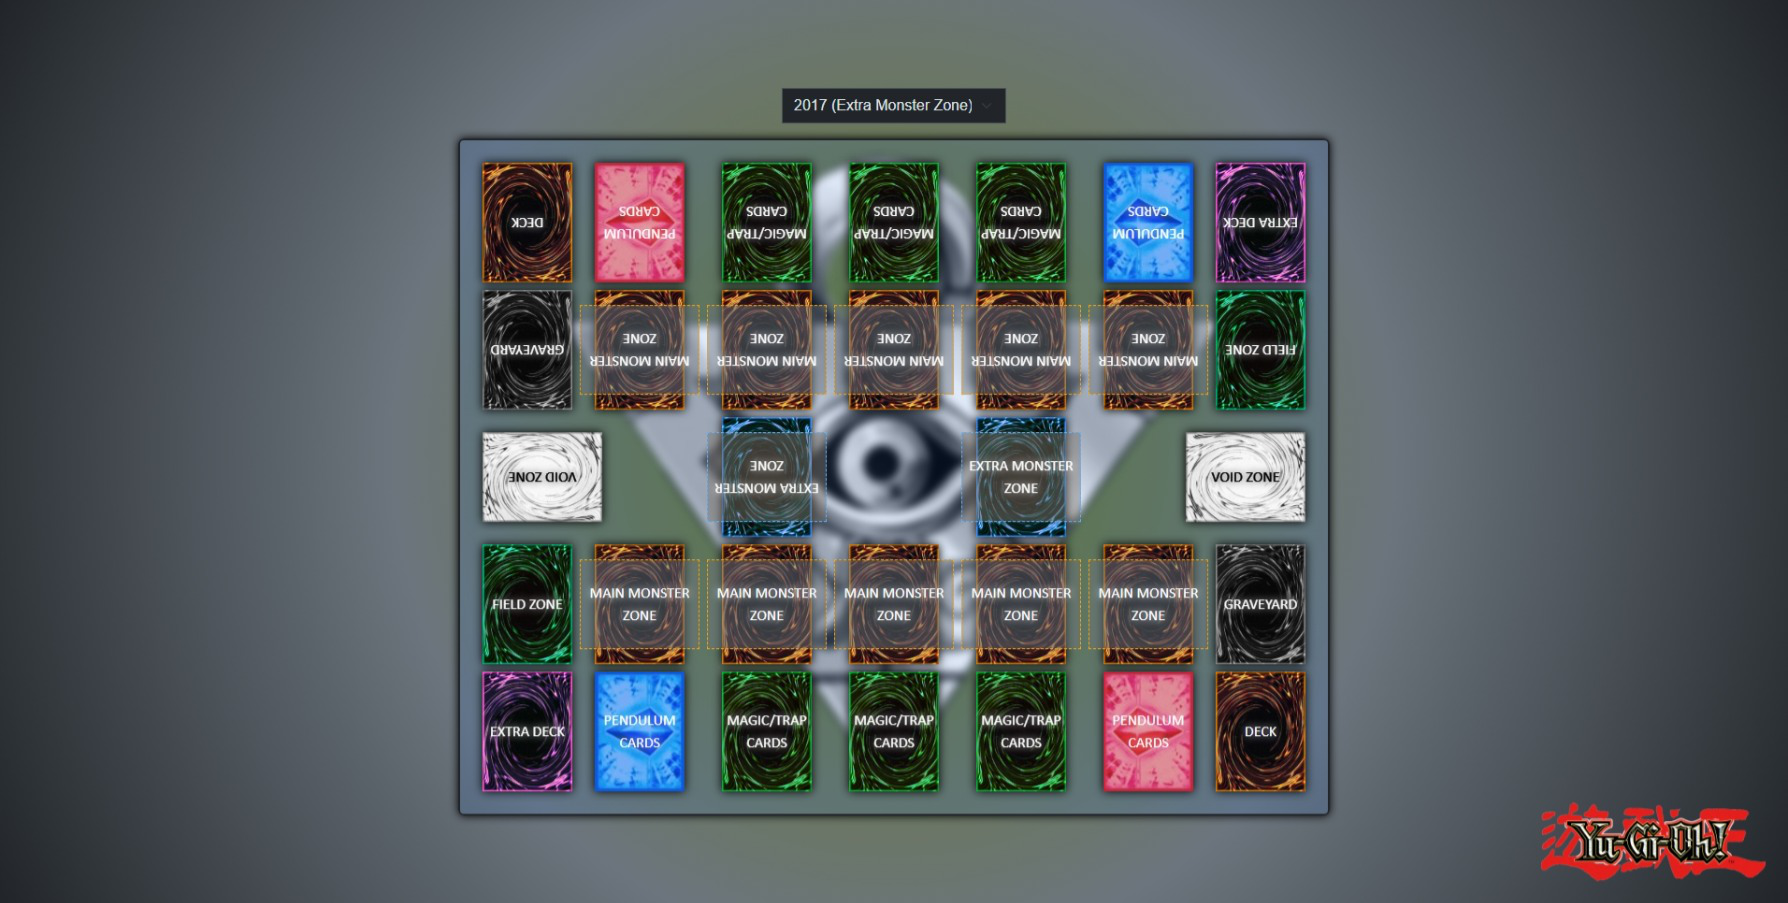 2017 (Extra Monster Zone)
DECK
PENDULUM
CARDS
MAGIC/TRAP
CARDS
MAGIC/TRAP
CARDS
MAGIC/TRAP
CARDS
PENDULUM
CARDS
EXTRA DECK
GRAVEYARD
MAIN MONSTER
ZONE
MAIN MONSTER
ZONE
MAIN MONSTER
ZONE
MAIN MONSTER
ZONE
MAIN MONSTER
ZONE
FIELD ZONE
VOID ZONE
EXTRA MONSTER
ZONE
EXTRA MONSTER
ZONE
VOID ZONE
FIELD ZONE
MAIN MONSTER
ZONE
MAIN MONSTER
ZONE
MAIN MONSTER
ZONE
MAIN MONSTER
ZONE
MAIN MONSTER
ZONE
GRAVEYARD
EXTRA DECK
PENDULUM
CARDS
MAGIC/TRAP
CARDS
MAGIC/TRAP
CARDS
MAGIC/TRAP
CARDS
PENDULUM
CARDS
DECK
遊戯王
Yu-Gi-Oh!